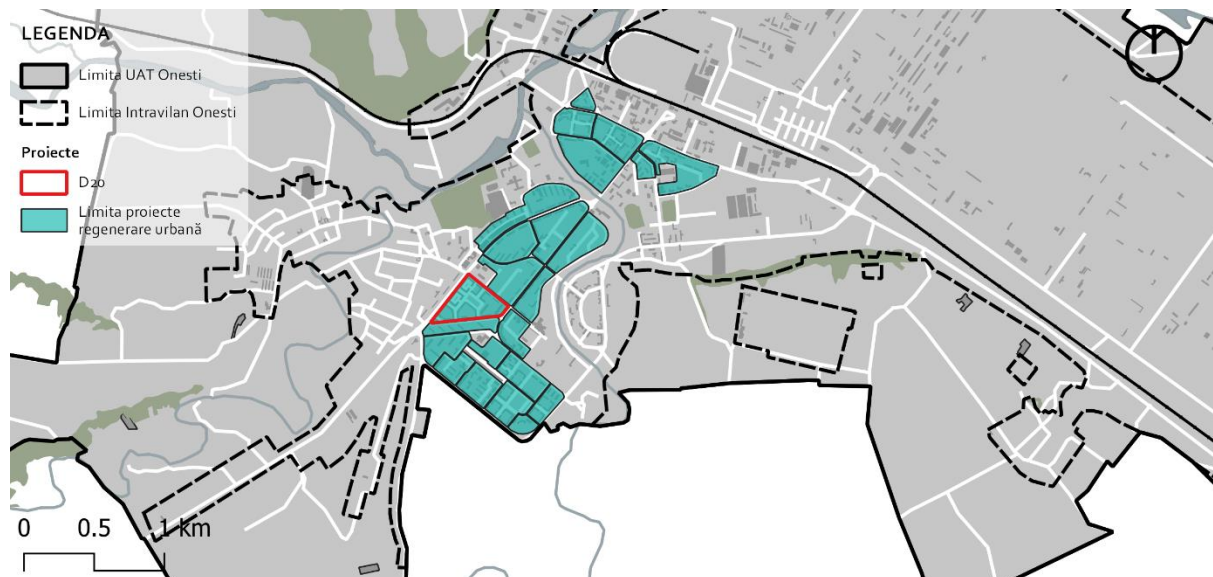 LEGENDA
Limita UAT Onesti
Limita Intravilan Onesti
Proiecte
D20
Limita proiecte
regenerare urbană
0 0.5 1 km